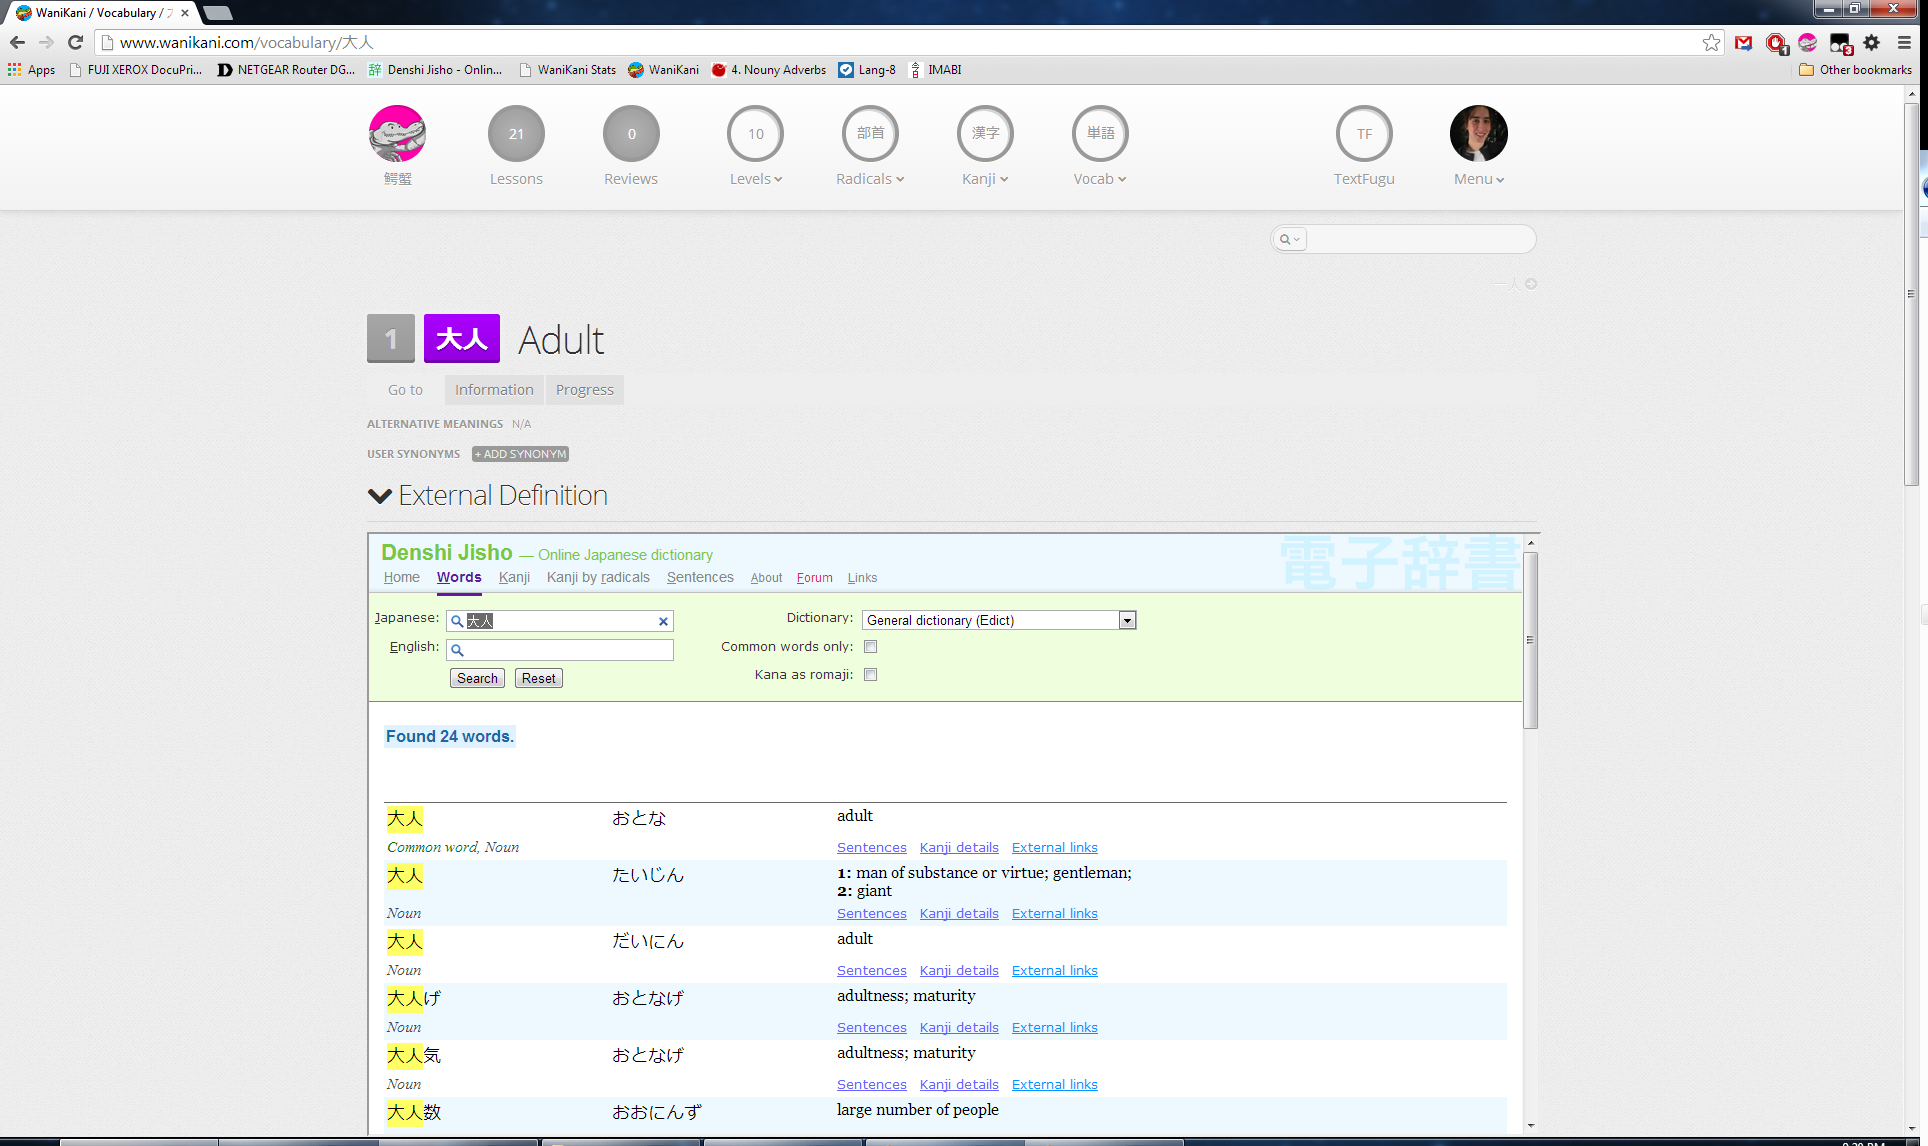 WaniKani / Vocabulary /
www.wanikani.com/vocabulary/大人
Apps FUJI XEROX DocuPri... NETGEAR Router DG... Denshi Jisho - Onlin... WaniKani Stats WaniKani 4. Nouny Adverbs Lang-8 IMABI Other bookmarks
1 3
21 0 10 部首 漢字 単語 TF
鰐蟹 Lessons Reviews Levels Radicals Kanji Vocab TextFugu Menu
一人
1 大人 Adult
Go to Information Progress
ALTERNATIVE MEANINGS N/A
USER SYNONYMS + ADD SYNONYM
External Definition
Denshi Jisho — Online Japanese dictionary 電子辞書
Home Words Kanji Kanji by radicals Sentences About Forum Links
Japanese: 大人 Dictionary: General dictionary (Edict)
English: Common words only:
Search Reset Kana as romaji:
Found 24 words.
大人 おとな adult
Common word, Noun Sentences Kanji details External links
大人 たいじん 1: man of substance or virtue; gentleman;
2: giant
Noun Sentences Kanji details External links
大人 だいにん adult
Noun Sentences Kanji details External links
大人げ おとなげ adultness; maturity
Noun Sentences Kanji details External links
大人気 おとなげ adultness; maturity
Noun Sentences Kanji details External links
大人数 おおにんず large number of people